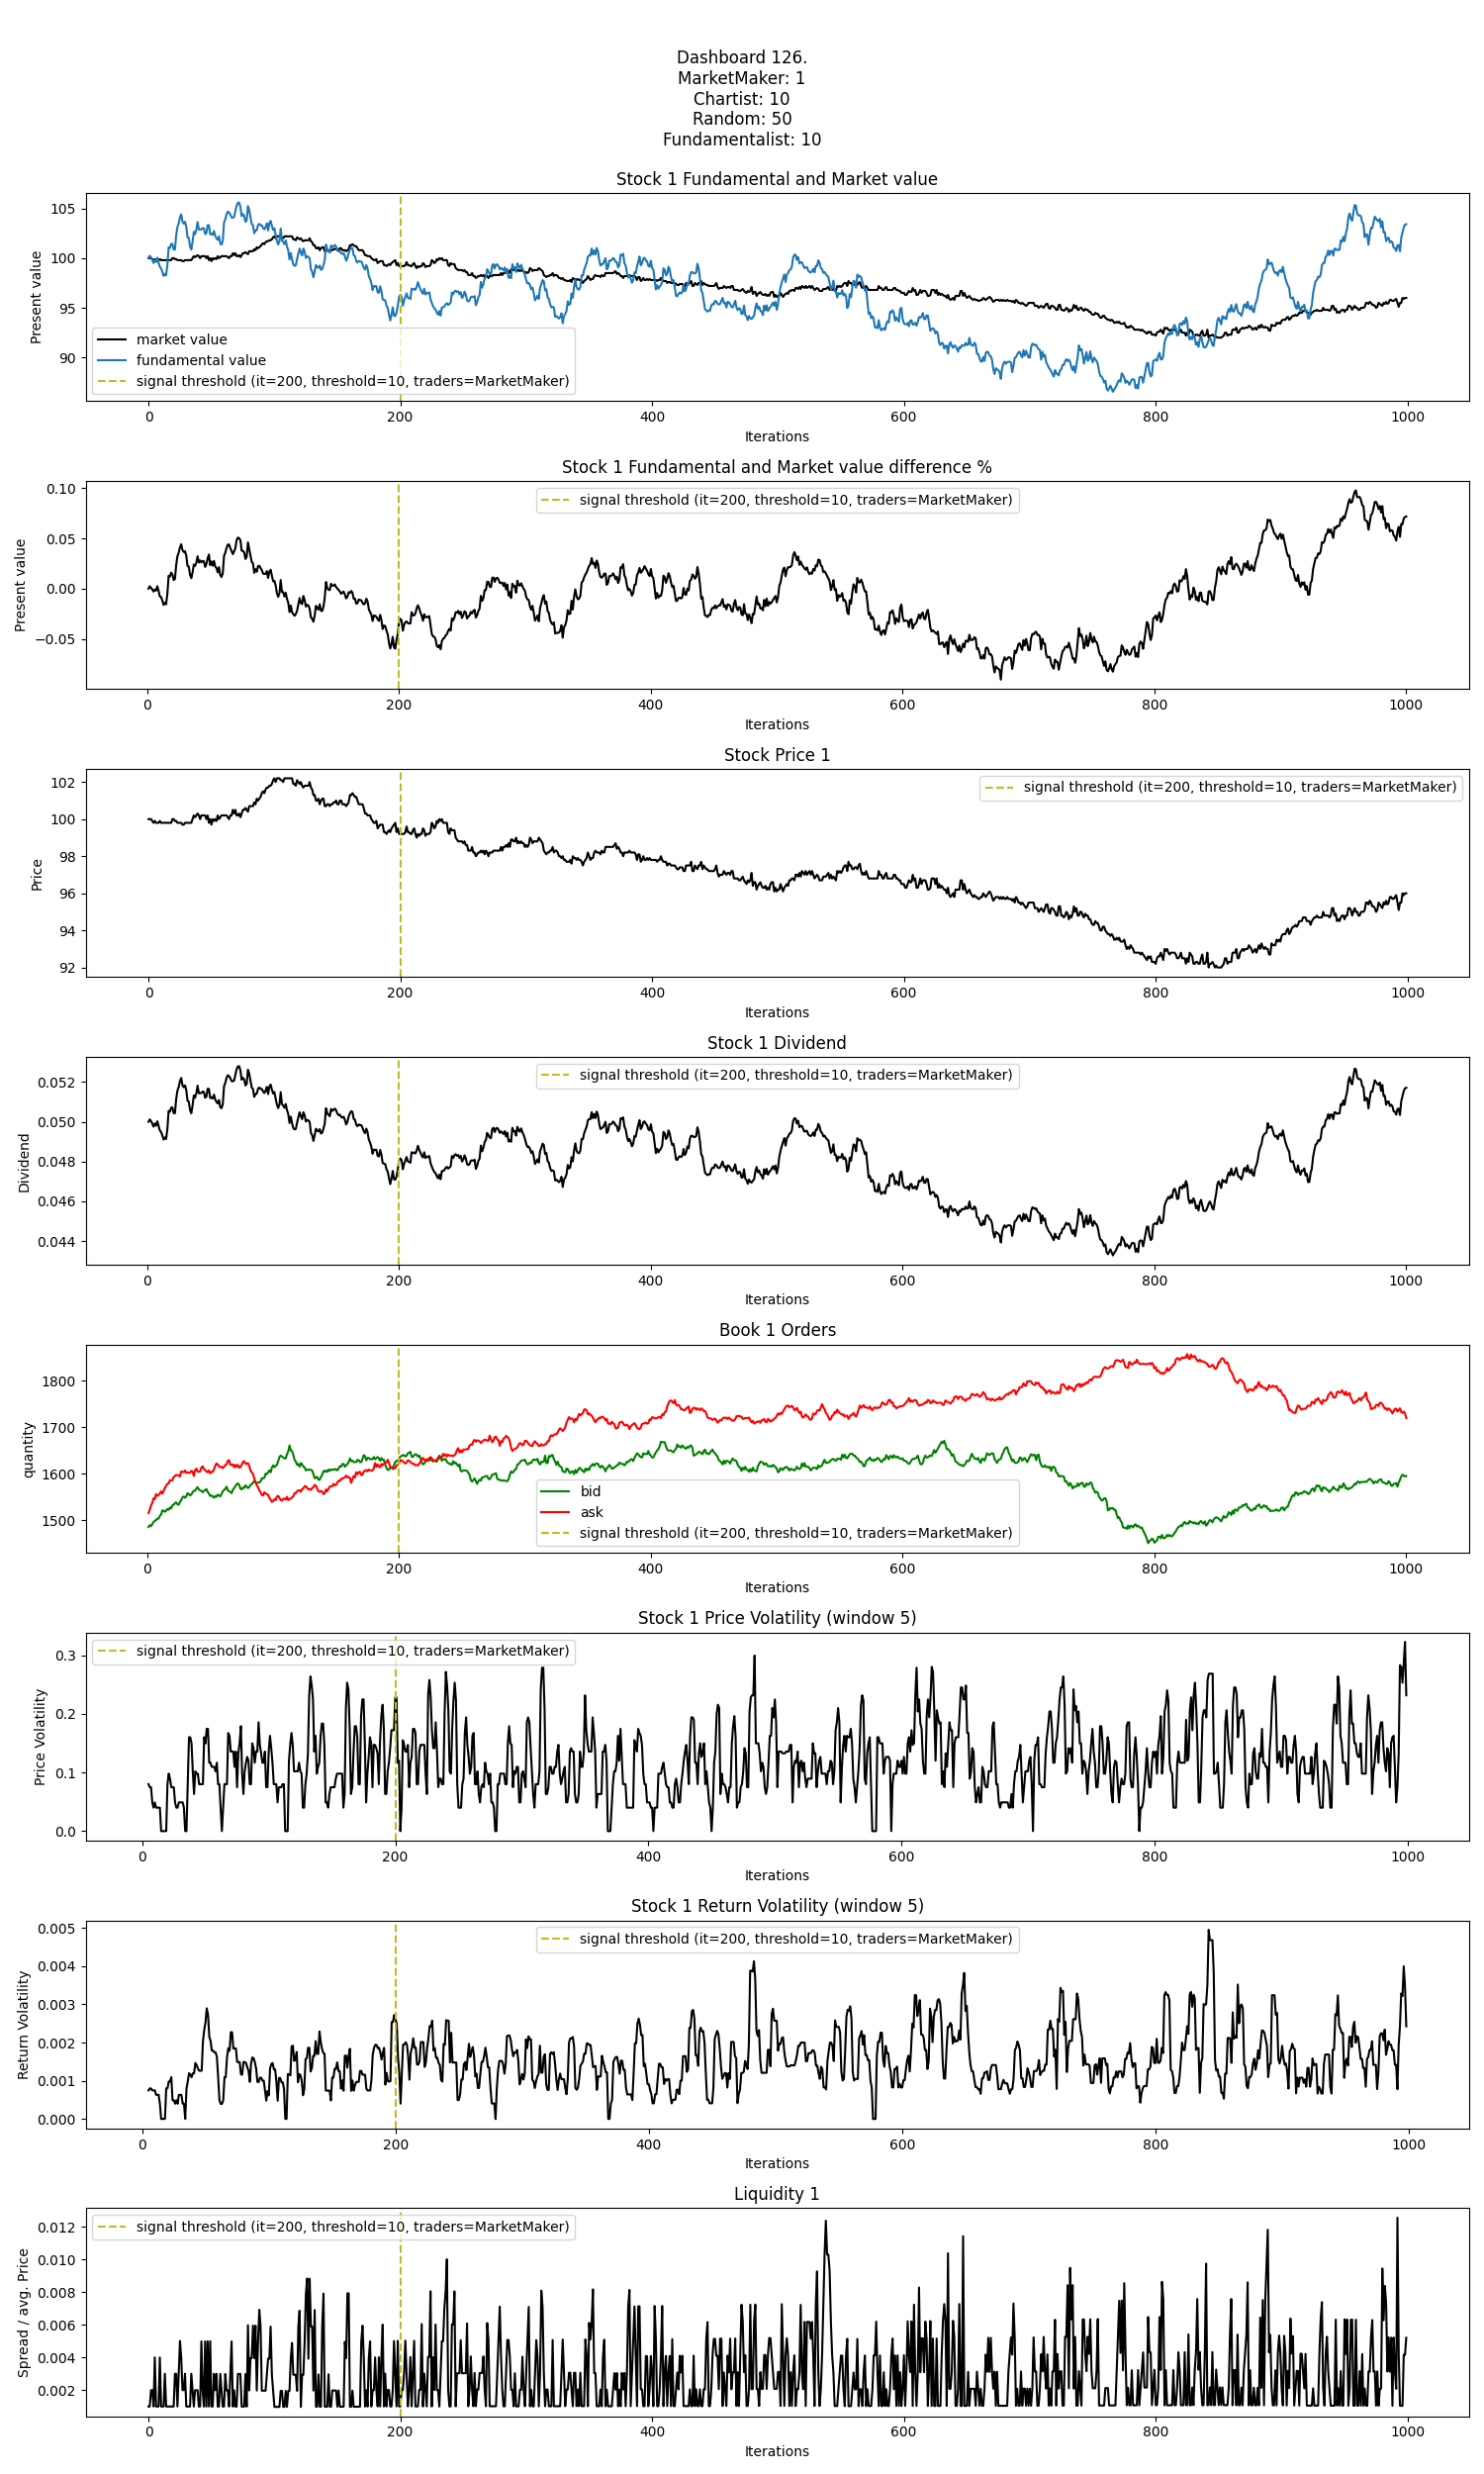 Dashboard 126.
MarketMaker: 1
Chartist: 10
Random: 50
Fundamentalist: 10
Stock 1 Fundamental and Market value
105
100
95
90
Present value
market value
fundamental value
signal threshold (it=200, threshold=10, traders=MarketMaker)
0 200 400 600 800 1000
Iterations
Stock 1 Fundamental and Market value difference %
0.10
0.05
0.00
−0.05
Present value
signal threshold (it=200, threshold=10, traders=MarketMaker)
0 200 400 600 800 1000
Iterations
Stock Price 1
102
100
98
96
94
92
Price
signal threshold (it=200, threshold=10, traders=MarketMaker)
0 200 400 600 800 1000
Iterations
Stock 1 Dividend
0.052
0.050
0.048
0.046
0.044
Dividend
signal threshold (it=200, threshold=10, traders=MarketMaker)
0 200 400 600 800 1000
Iterations
Book 1 Orders
1800
1700
1600
1500
quantity
bid
ask
signal threshold (it=200, threshold=10, traders=MarketMaker)
0 200 400 600 800 1000
Iterations
Stock 1 Price Volatility (window 5)
0.3
0.2
0.1
0.0
Price Volatility
signal threshold (it=200, threshold=10, traders=MarketMaker)
0 200 400 600 800 1000
Iterations
Stock 1 Return Volatility (window 5)
0.005
0.004
0.003
0.002
0.001
0.000
Return Volatility
signal threshold (it=200, threshold=10, traders=MarketMaker)
0 200 400 600 800 1000
Iterations
Liquidity 1
0.012
0.010
0.008
0.006
0.004
0.002
Spread / avg. Price
signal threshold (it=200, threshold=10, traders=MarketMaker)
0 200 400 600 800 1000
Iterations